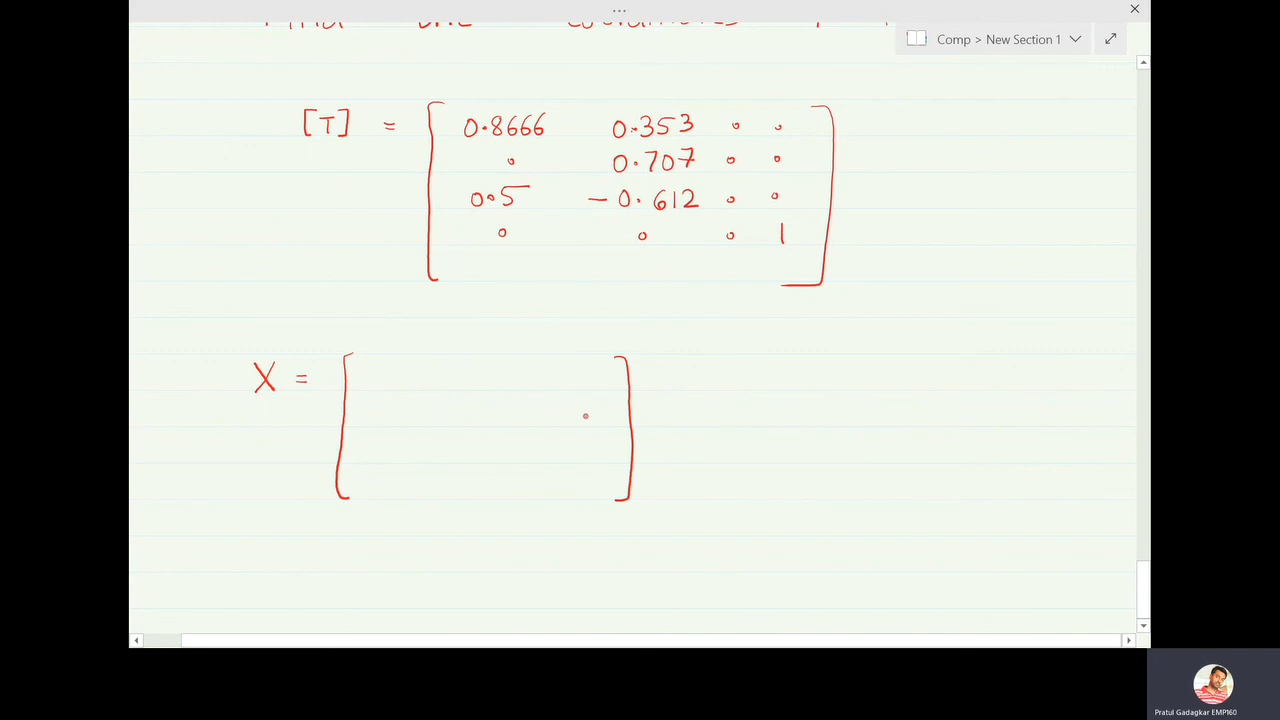 ...
Comp > New Section 1
[T] = [ 0.8666 0.353 0 0
0 0.707 0 0
0.5 -0.612 0 0
0 0 0 1 ]
X = [ ]
Pratul Gadagkar EMP160